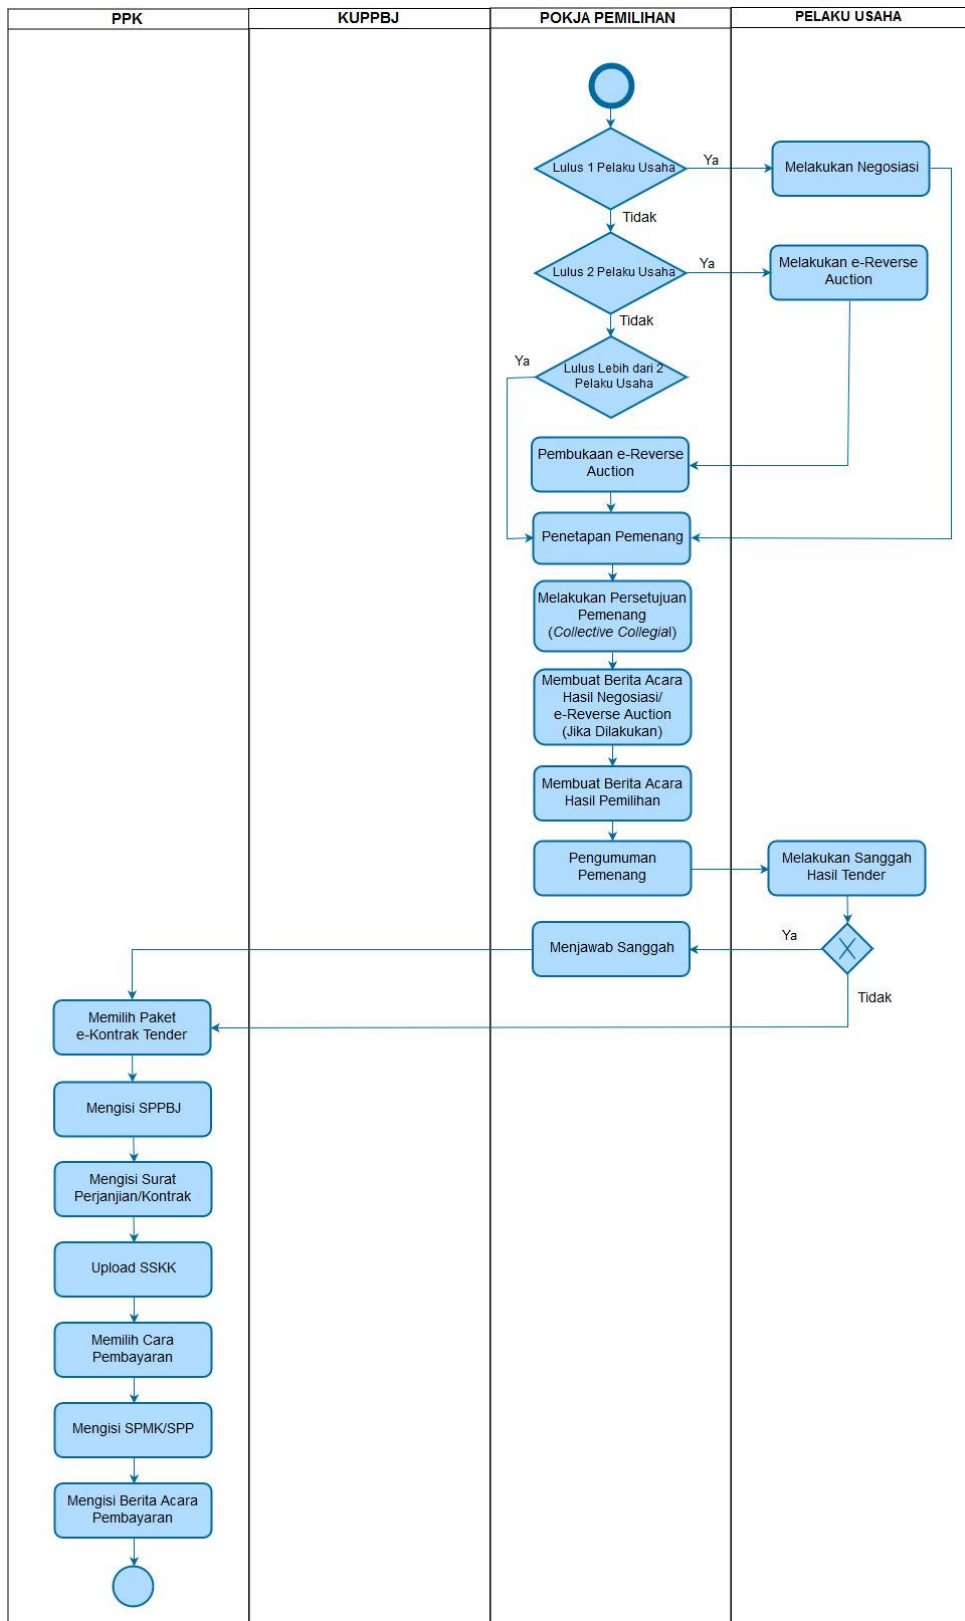 PPK
KUPPBJ
POKJA PEMILIHAN
PELAKU USAHA
Lulus 1 Pelaku Usaha
Ya
Melakukan Negosiasi
Tidak
Lulus 2 Pelaku Usaha
Ya
Melakukan e-Reverse
Auction
Tidak
Ya
Lulus Lebih dari 2
Pelaku Usaha
Pembukaan e-Reverse
Auction
Penetapan Pemenang
Melakukan Persetujuan
Pemenang
(Collective Collegial)
Membuat Berita Acara
Hasil Negosiasi/
e-Reverse Auction
(Jika Dilakukan)
Membuat Berita Acara
Hasil Pemilihan
Pengumuman
Pemenang
Melakukan Sanggah
Hasil Tender
Menjawab Sanggah
Ya
X
Tidak
Memilih Paket
e-Kontrak Tender
Mengisi SPPBJ
Mengisi Surat
Perjanjian/Kontrak
Upload SSKK
Memilih Cara
Pembayaran
Mengisi SPMK/SPP
Mengisi Berita Acara
Pembayaran